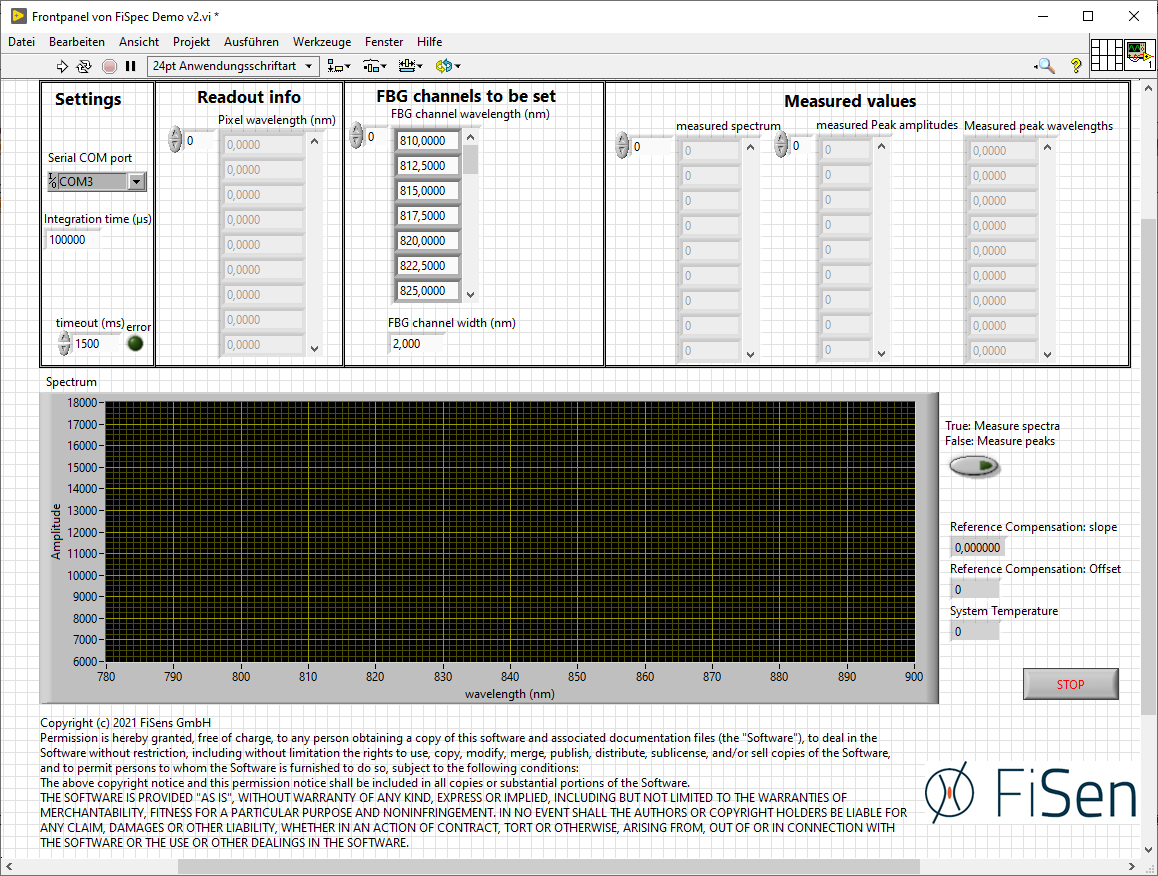 Frontpanel von FiSpec Demo v2.vi *
Datei Bearbeiten Ansicht Projekt Ausführen Werkzeuge Fenster Hilfe
24pt Anwendungsschriftart
1
Settings
Serial COM port
COM3
Integration time (µs)
100000
timeout (ms)
1500
error
Readout info
Pixel wavelength (nm)
0
0,0000
0,0000
0,0000
0,0000
0,0000
0,0000
0,0000
0,0000
0,0000
FBG channels to be set
FBG channel wavelength (nm)
0
810,0000
812,5000
815,0000
817,5000
820,0000
822,5000
825,0000
FBG channel width (nm)
2,000
Measured values
measured spectrum
0
0
0
0
0
0
0
0
0
0
measured Peak amplitudes
0
0
0
0
0
0
0
0
0
0
Measured peak wavelengths
0,0000
0,0000
0,0000
0,0000
0,0000
0,0000
0,0000
0,0000
0,0000
Spectrum
Amplitude
18000
17000
16000
15000
14000
13000
12000
11000
10000
9000
8000
7000
6000
780 790 800 810 820 830 840 850 860 870 880 890 900
wavelength (nm)
True: Measure spectra
False: Measure peaks
Reference Compensation: slope
0,000000
Reference Compensation: Offset
0
System Temperature
0
STOP
Copyright (c) 2021 FiSens GmbH
Permission is hereby granted, free of charge, to any person obtaining a copy of this software and associated documentation files (the "Software"), to deal in the
Software without restriction, including without limitation the rights to use, copy, modify, merge, publish, distribute, sublicense, and/or sell copies of the Software,
and to permit persons to whom the Software is furnished to do so, subject to the following conditions:
The above copyright notice and this permission notice shall be included in all copies or substantial portions of the Software.
THE SOFTWARE IS PROVIDED "AS IS", WITHOUT WARRANTY OF ANY KIND, EXPRESS OR IMPLIED, INCLUDING BUT NOT LIMITED TO THE WARRANTIES OF
MERCHANTABILITY, FITNESS FOR A PARTICULAR PURPOSE AND NONINFRINGEMENT. IN NO EVENT SHALL THE AUTHORS OR COPYRIGHT HOLDERS BE LIABLE FOR
ANY CLAIM, DAMAGES OR OTHER LIABILITY, WHETHER IN AN ACTION OF CONTRACT, TORT OR OTHERWISE, ARISING FROM, OUT OF OR IN CONNECTION WITH
THE SOFTWARE OR THE USE OR OTHER DEALINGS IN THE SOFTWARE.
FiSen